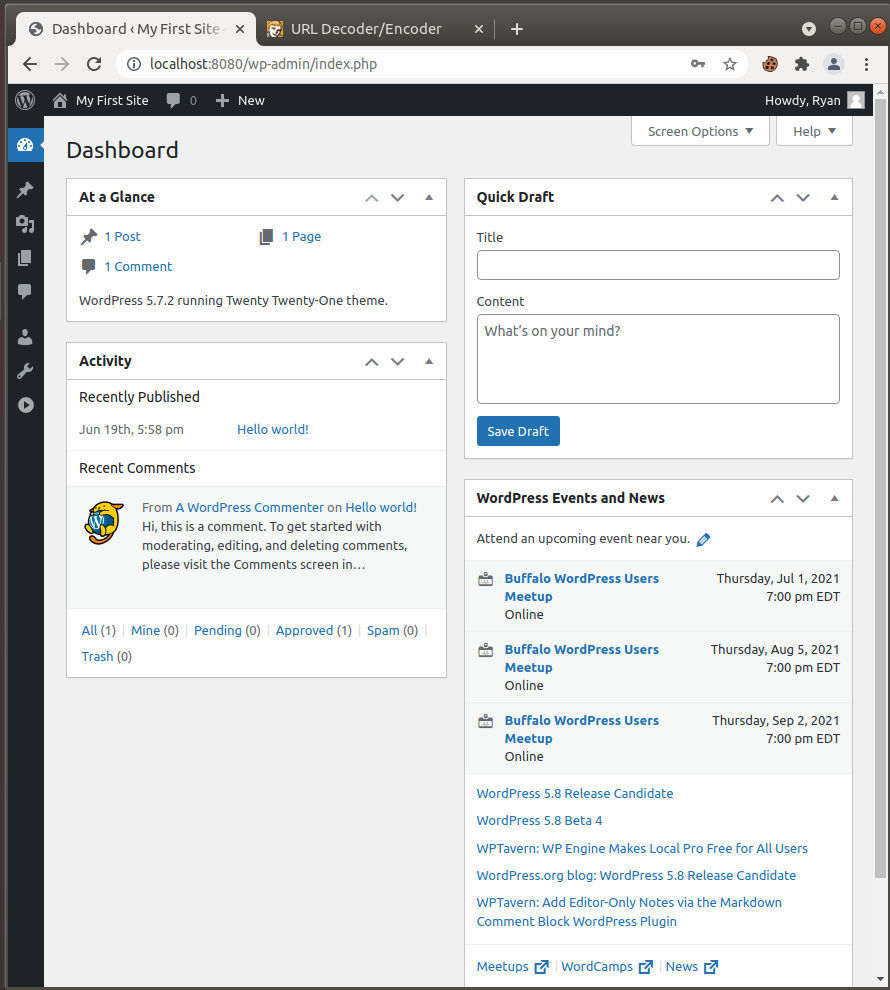 Dashboard ‹ My First Site -
URL Decoder/Encoder
localhost:8080/wp-admin/index.php
My First Site
0
New
Howdy, Ryan
Screen Options
Help
Dashboard
At a Glance
1 Post
1 Page
1 Comment
WordPress 5.7.2 running Twenty Twenty-One theme.
Activity
Recently Published
Jun 19th, 5:58 pm
Hello world!
Recent Comments
From A WordPress Commenter on Hello world!
Hi, this is a comment. To get started with
moderating, editing, and deleting comments,
please visit the Comments screen in…
All (1) | Mine (0) | Pending (0) | Approved (1) | Spam (0) |
Trash (0)
Quick Draft
Title
Content
What’s on your mind?
Save Draft
WordPress Events and News
Attend an upcoming event near you.
Buffalo WordPress Users
Meetup
Online
Thursday, Jul 1, 2021
7:00 pm EDT
Buffalo WordPress Users
Meetup
Online
Thursday, Aug 5, 2021
7:00 pm EDT
Buffalo WordPress Users
Meetup
Online
Thursday, Sep 2, 2021
7:00 pm EDT
WordPress 5.8 Release Candidate
WordPress 5.8 Beta 4
WPTavern: WP Engine Makes Local Pro Free for All Users
WordPress.org blog: WordPress 5.8 Release Candidate
WPTavern: Add Editor-Only Notes via the Markdown
Comment Block WordPress Plugin
Meetups | WordCamps | News